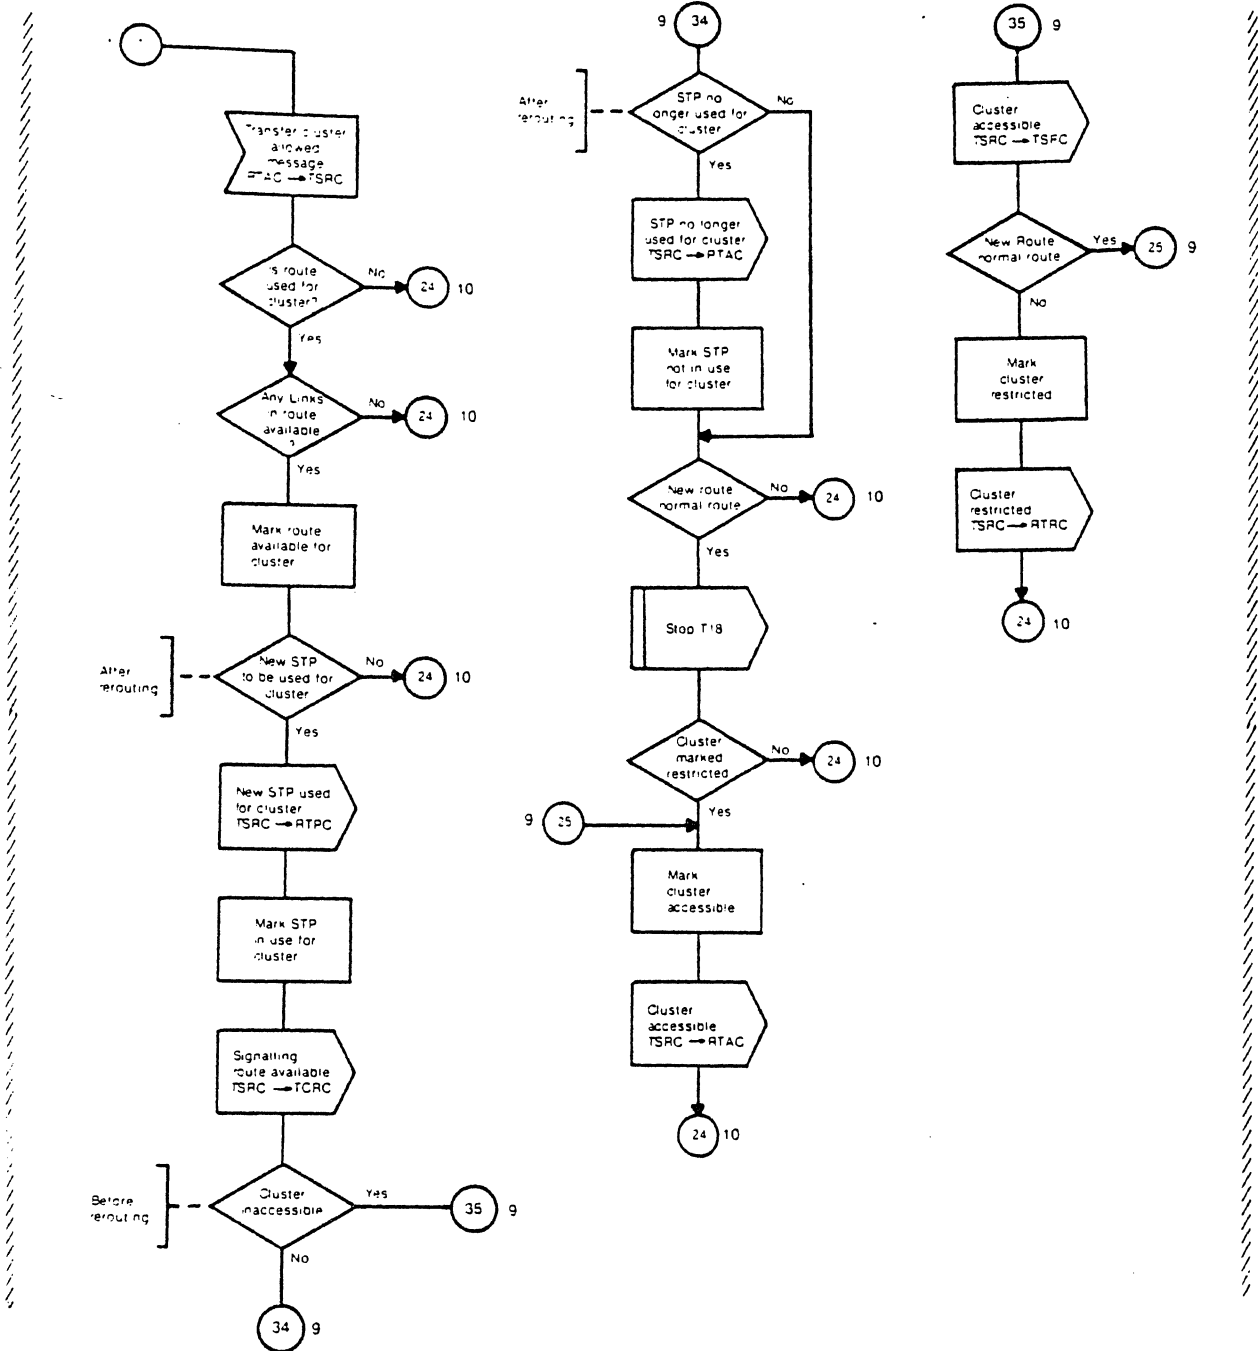 Transfer cluster
allowed
message
RTAC → TSRC
Is route
used for
cluster?
No
24
10
Yes
Any Links
in route
available
?
No
24
10
Yes
Mark route
available for
cluster
After
rerouting
New STP
to be used for
cluster
No
24
10
Yes
New STP used
for cluster
TSRC → RTPC
Mark STP
in use for
cluster
Signalling
route available
TSRC → TCRC
Before
rerouting
Cluster
inaccessible
Yes
35
9
No
34
9
9
34
After
rerouting
STP no
longer used for
cluster
No
Yes
STP no longer
used for cluster
TSRC → RTAC
Mark STP
not in use
for cluster
New route
normal route
No
24
10
Yes
Stop T18
Cluster
marked
restricted
No
24
10
Yes
9
25
Mark
cluster
accessible
Cluster
accessible
TSRC → RTAC
24
10
35
9
Cluster
accessible
TSRC → TSFC
New Route
normal route
Yes
25
9
No
Mark
cluster
restricted
Cluster
restricted
TSRC → RTRC
24
10